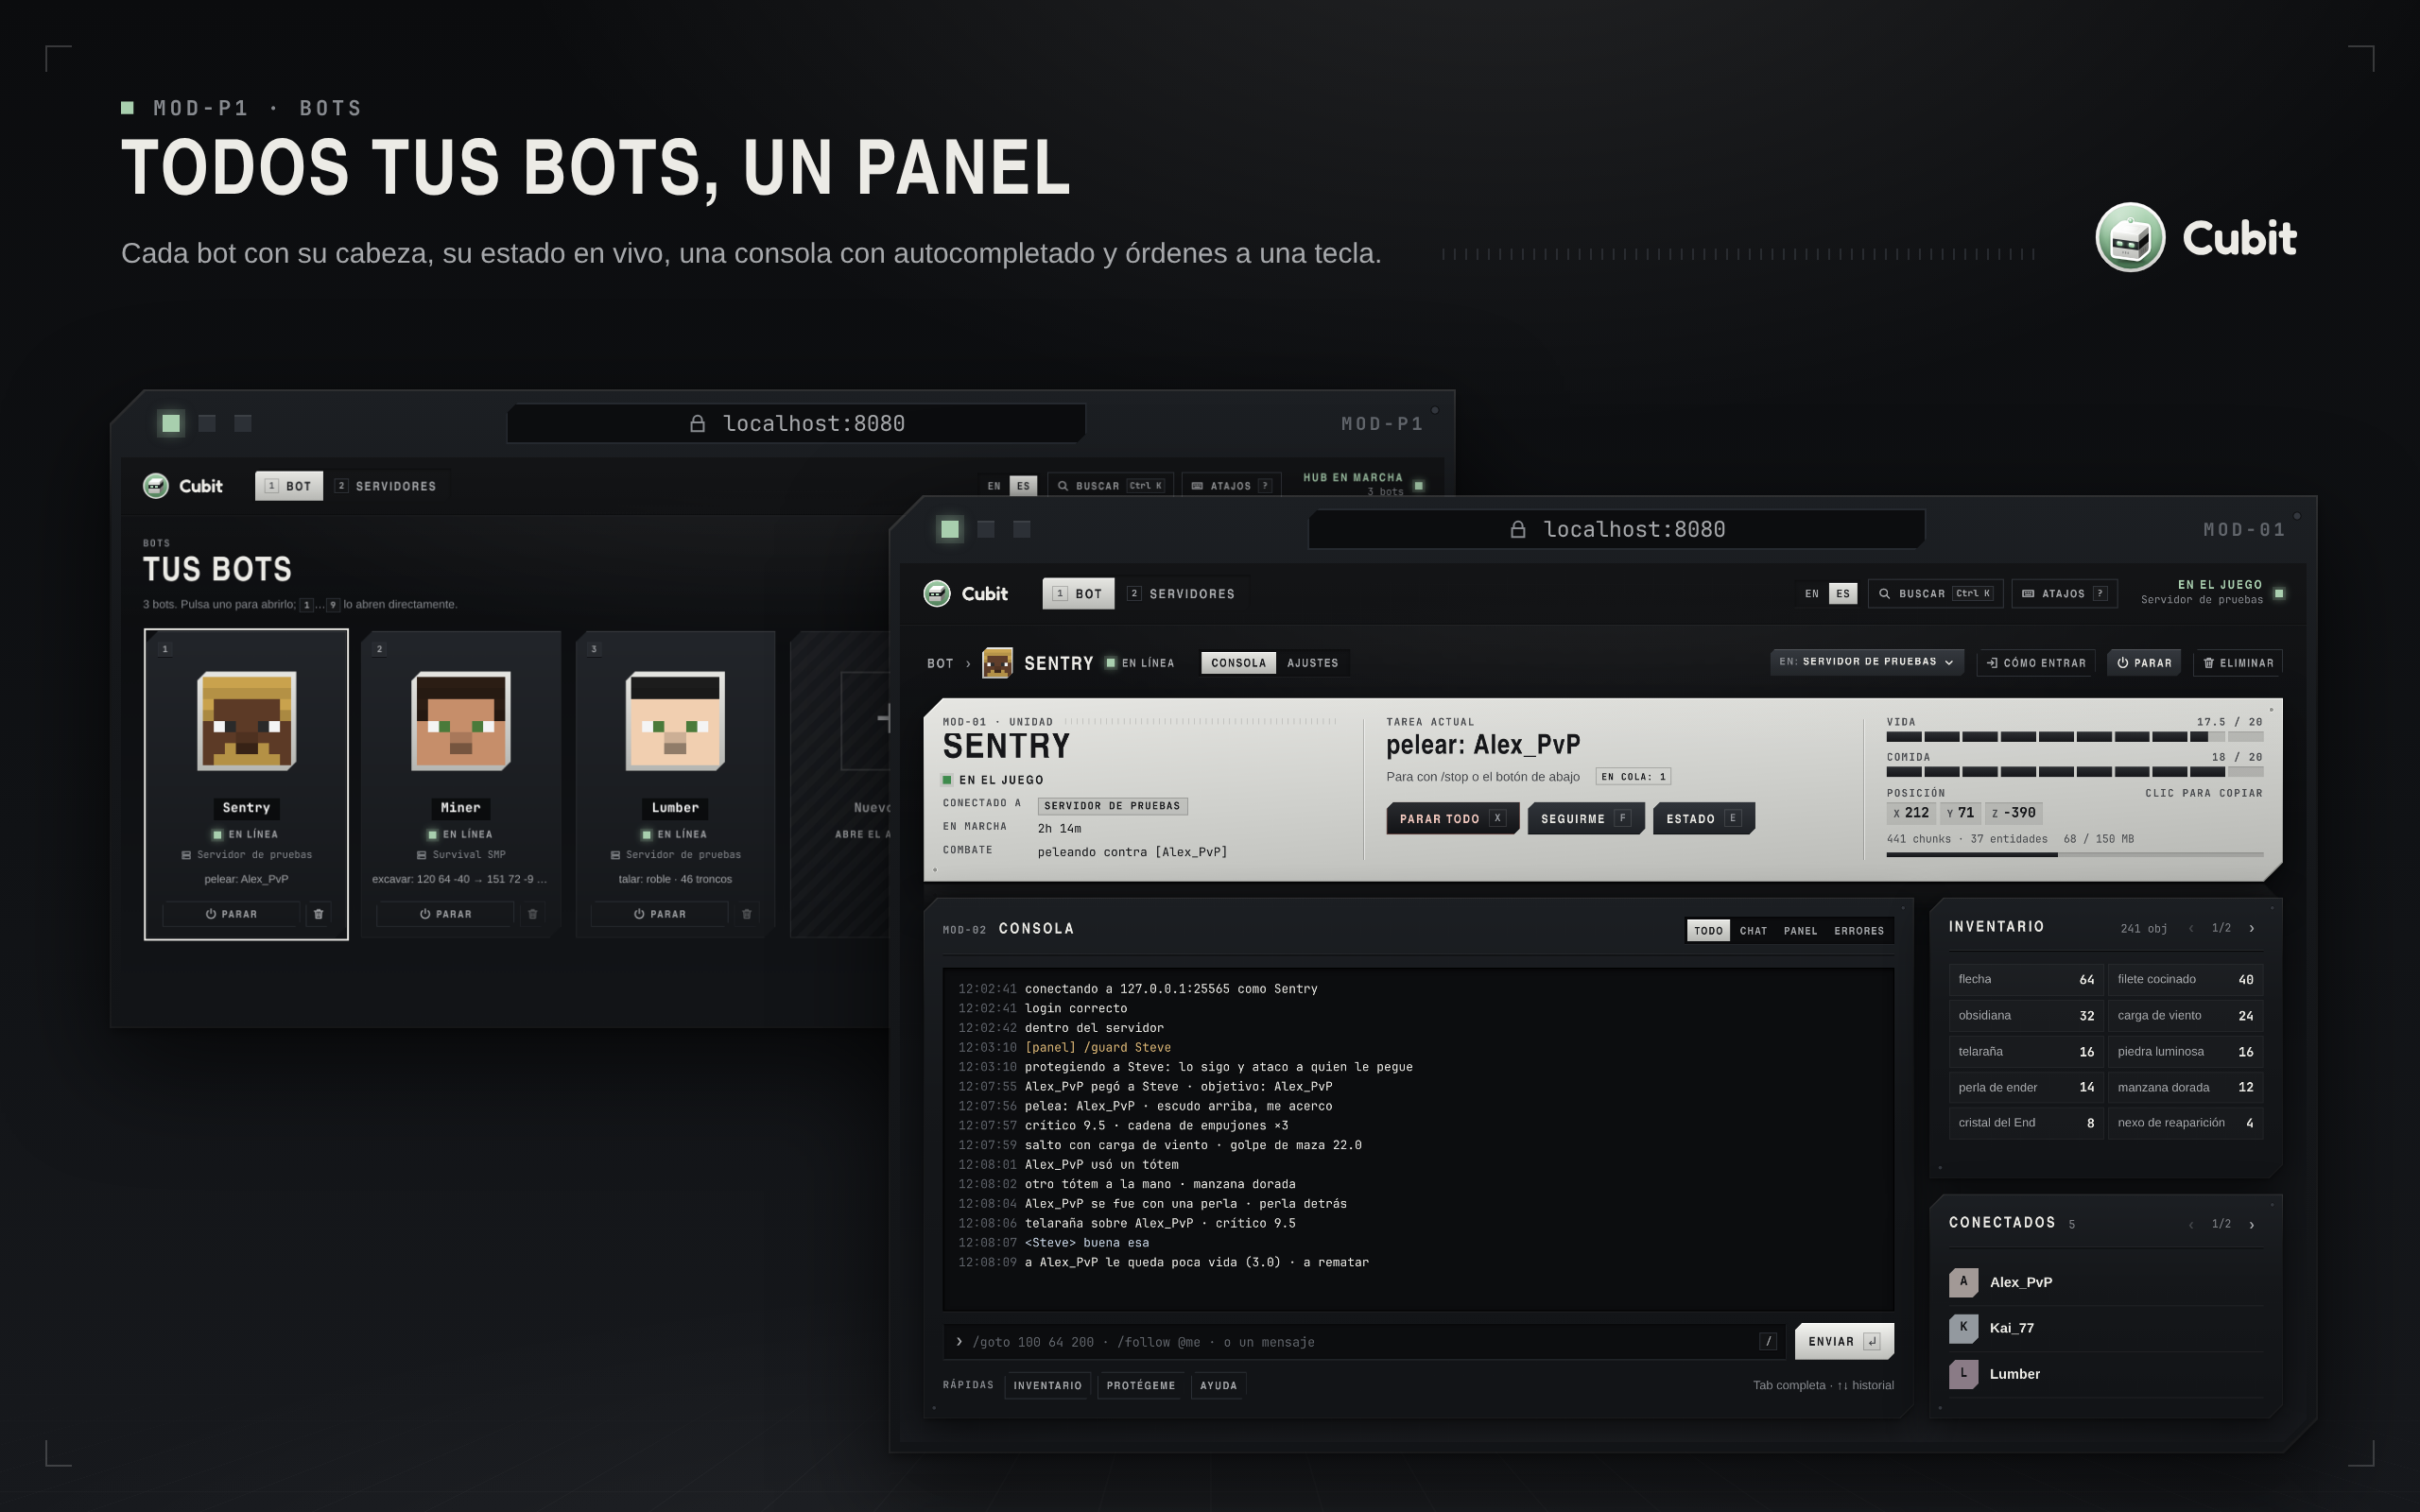 MOD-P1 · BOTS
TODOS TUS BOTS, UN PANEL
Cada bot con su cabeza, su estado en vivo, una consola con autocompletado y órdenes a una tecla.
Cubit
localhost:8080
MOD-P1
Cubit
1 BOT
2 SERVIDORES
EN ES
BUSCAR Ctrl K
ATAJOS ?
HUB EN MARCHA
3 bots
BOTS
TUS BOTS
3 bots. Pulsa uno para abrirlo; 1…9 lo abren directamente.
1
Sentry
EN LÍNEA
Servidor de pruebas
pelear: Alex_PvP
PARAR
2
Miner
EN LÍNEA
Survival SMP
excavar: 120 64 -40 → 151 72 -9 …
PARAR
3
Lumber
EN LÍNEA
Servidor de pruebas
talar: roble · 46 troncos
PARAR
localhost:8080
MOD-01
Cubit
1 BOT
2 SERVIDORES
EN ES
BUSCAR Ctrl K
ATAJOS ?
EN EL JUEGO
Servidor de pruebas
BOT › SENTRY EN LÍNEA
CONSOLA AJUSTES
EN: SERVIDOR DE PRUEBAS
CÓMO ENTRAR
PARAR
ELIMINAR
MOD-01 · UNIDAD
SENTRY
EN EL JUEGO
CONECTADO A SERVIDOR DE PRUEBAS
EN MARCHA 2h 14m
COMBATE peleando contra [Alex_PvP]
TAREA ACTUAL
pelear: Alex_PvP
Para con /stop o el botón de abajo EN COLA: 1
PARAR TODO X
SEGUIRME F
ESTADO E
VIDA 17.5 / 20
COMIDA 18 / 20
POSICIÓN CLIC PARA COPIAR
X 212 Y 71 Z -390
441 chunks · 37 entidades 68 / 150 MB
MOD-02 CONSOLA
TODO CHAT PANEL ERRORES
12:02:41 conectando a 127.0.0.1:25565 como Sentry
12:02:41 login correcto
12:02:42 dentro del servidor
12:03:10 [panel] /guard Steve
12:03:10 protegiendo a Steve: lo sigo y ataco a quien le pegue
12:07:55 Alex_PvP pegó a Steve · objetivo: Alex_PvP
12:07:56 pelea: Alex_PvP · escudo arriba, me acerco
12:07:57 crítico 9.5 · cadena de empujones ×3
12:07:59 salto con carga de viento · golpe de maza 22.0
12:08:01 Alex_PvP usó un tótem
12:08:02 otro tótem a la mano · manzana dorada
12:08:04 Alex_PvP se fue con una perla · perla detrás
12:08:06 telaraña sobre Alex_PvP · crítico 9.5
12:08:07 <Steve> buena esa
12:08:09 a Alex_PvP le queda poca vida (3.0) · a rematar
❯ /goto 100 64 200 · /follow @me · o un mensaje /
ENVIAR ↵
RÁPIDAS INVENTARIO PROTÉGEME AYUDA
Tab completa · ↑↓ historial
INVENTARIO 241 obj ‹ 1/2 ›
flecha 64
filete cocinado 40
obsidiana 32
carga de viento 24
telaraña 16
piedra luminosa 16
perla de ender 14
manzana dorada 12
cristal del End 8
nexo de reaparición 4
CONECTADOS 5 ‹ 1/2 ›
A Alex_PvP
K Kai_77
L Lumber